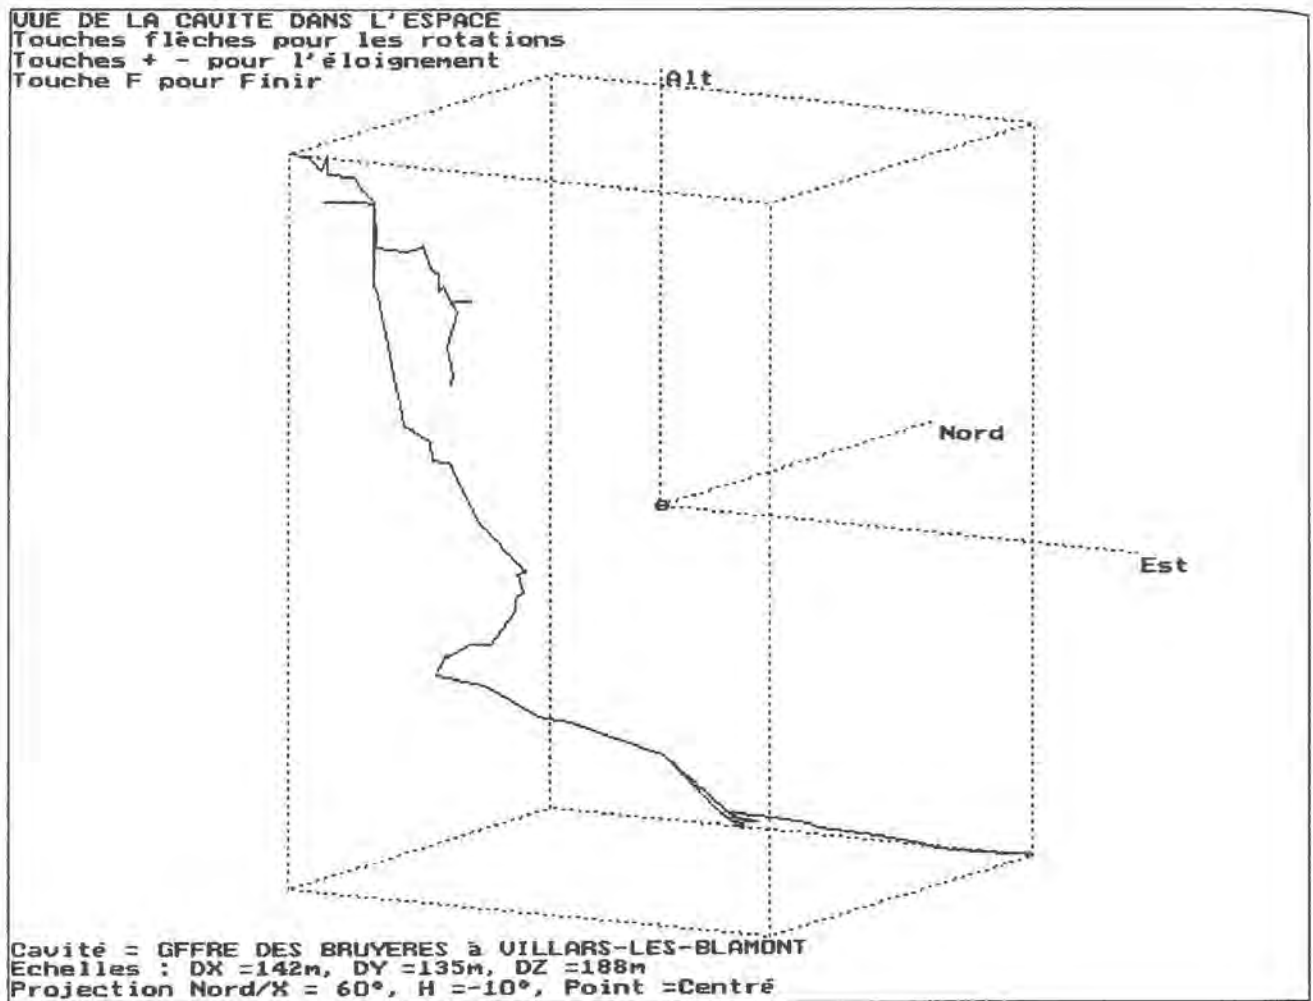 VUE DE LA CAVITE DANS L'ESPACE
Touches flèches pour les rotations
Touches + - pour l'éloignement
Touche F pour Finir
Alt
Nord
Est
Cavité = GFFRE DES BRUYERES à VILLARS-LES-BLAMONT
Echelles : DX =142m, DY =135m, DZ =188m
Projection Nord/X = 60°, H =-10°, Point =Centré